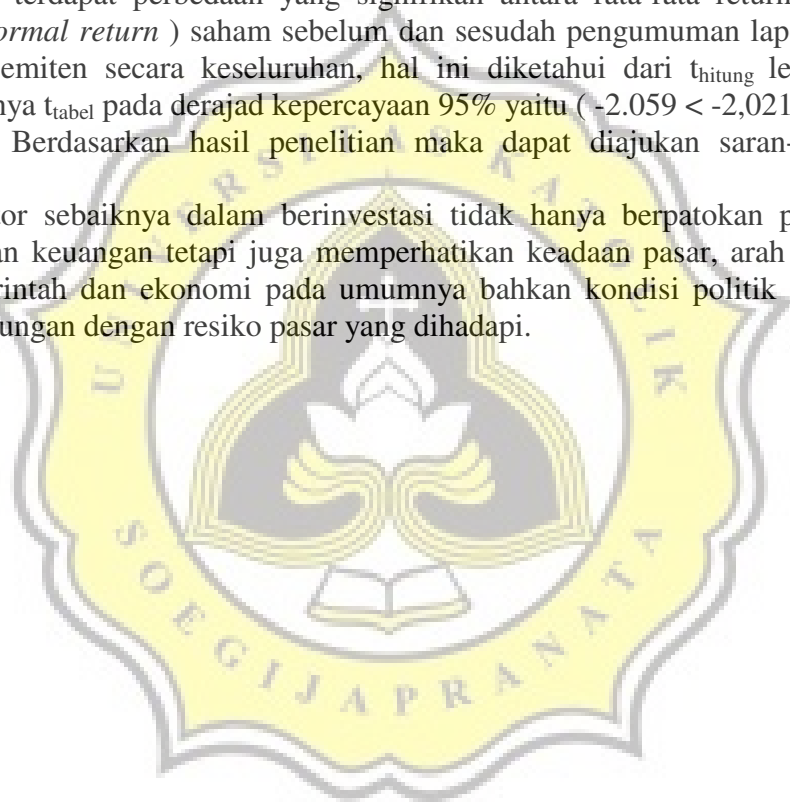 terdapat perbedaan yang signifikan antara rata-rata return
ormal return ) saham sebelum dan sesudah pengumuman lap
emiten secara keseluruhan, hal ini diketahui dari thitung le
nya ttabel pada derajad kepercayaan 95% yaitu ( -2.059 < -2,021
Berdasarkan hasil penelitian maka dapat diajukan saran-
or sebaiknya dalam berinvestasi tidak hanya berpatokan p
an keuangan tetapi juga memperhatikan keadaan pasar, arah
rintah dan ekonomi pada umumnya bahkan kondisi politik
ungan dengan resiko pasar yang dihadapi.
UNIVERSITAS KATOLIK
SOEGIJAPRANATA